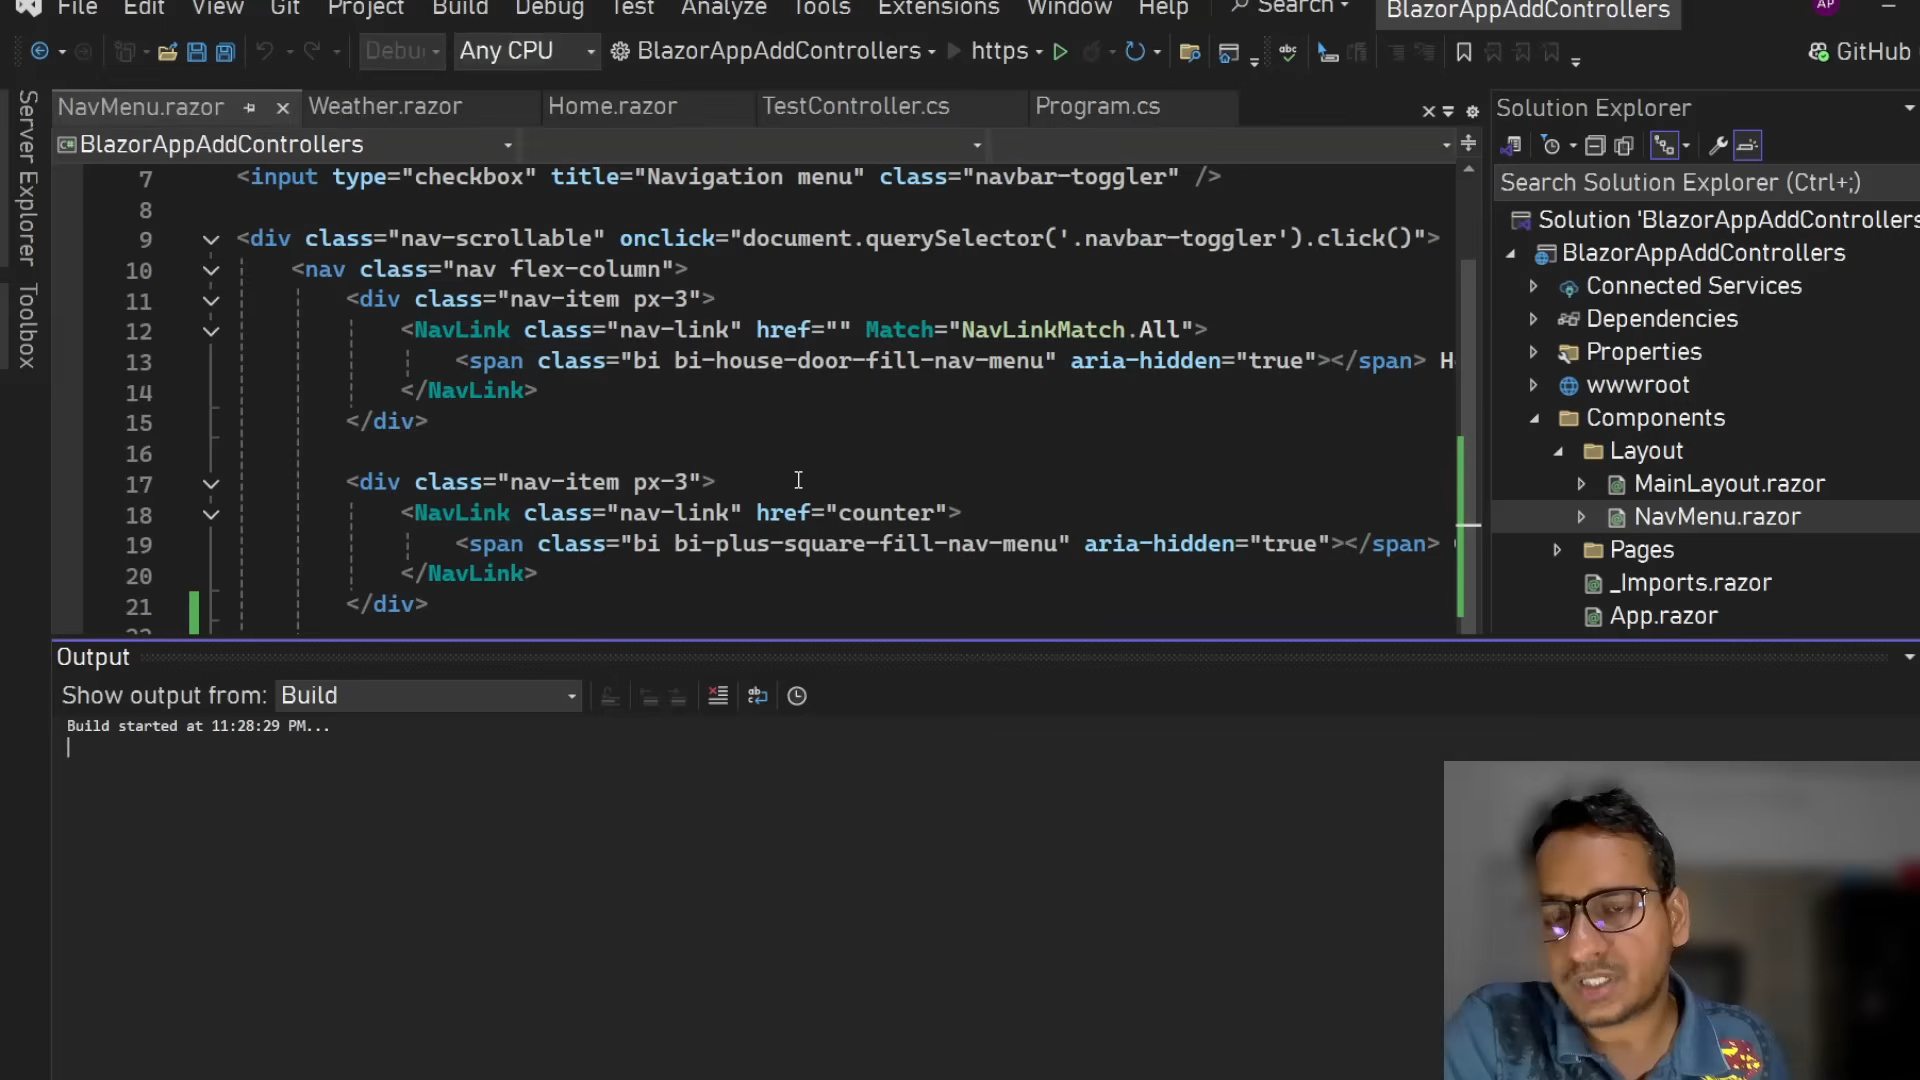 File Edit View Git Project Build Debug Test Analyze Tools Extensions Window Help Search BlazorAppAddControllers AP
Debug Any CPU BlazorAppAddControllers https abc GitHub
Server Explorer
Toolbox
NavMenu.razor Weather.razor Home.razor TestController.cs Program.cs
C# BlazorAppAddControllers
7 <input type="checkbox" title="Navigation menu" class="navbar-toggler" />
8
9 <div class="nav-scrollable" onclick="document.querySelector('.navbar-toggler').click()">
10 <nav class="nav flex-column">
11 <div class="nav-item px-3">
12 <NavLink class="nav-link" href="" Match="NavLinkMatch.All">
13 <span class="bi bi-house-door-fill-nav-menu" aria-hidden="true"></span> H
14 </NavLink>
15 </div>
16
17 <div class="nav-item px-3">
18 <NavLink class="nav-link" href="counter">
19 <span class="bi bi-plus-square-fill-nav-menu" aria-hidden="true"></span>
20 </NavLink>
21 </div>
Solution Explorer
Search Solution Explorer (Ctrl+;)
Solution 'BlazorAppAddControllers
BlazorAppAddControllers
Connected Services
Dependencies
Properties
wwwroot
Components
Layout
MainLayout.razor
NavMenu.razor
Pages
_Imports.razor
App.razor
Output
Show output from: Build
Build started at 11:28:29 PM...